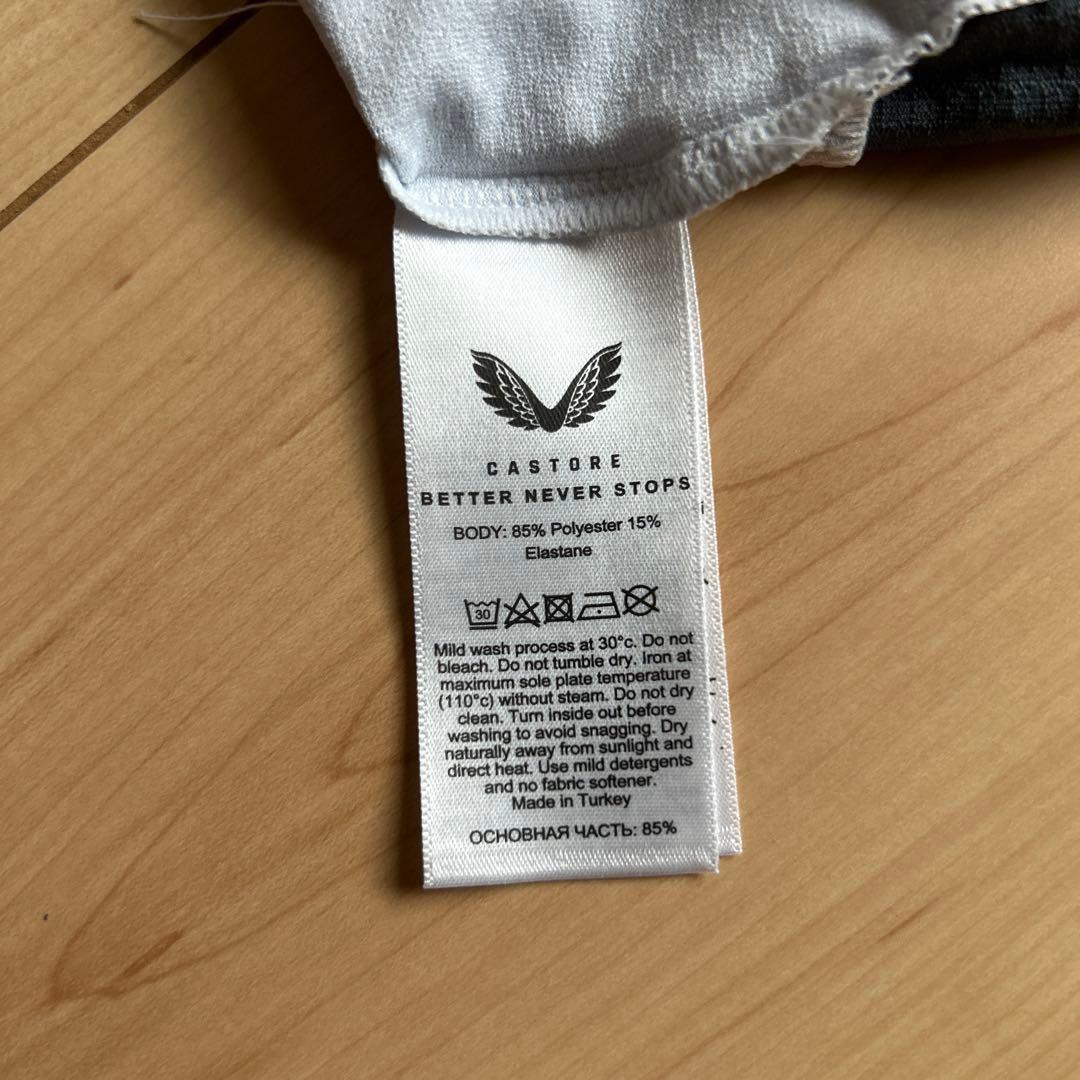 CASTORE
BETTER NEVER STOPS
BODY: 85% Polyester 15%
Elastane
30
Mild wash process at 30°c. Do not
bleach. Do not tumble dry. Iron at
maximum sole plate temperature
(110°c) without steam. Do not dry
clean. Turn inside out before
washing to avoid snagging. Dry
naturally away from sunlight and
direct heat. Use mild detergents
and no fabric softener.
Made in Turkey
ОСНОВНАЯ ЧАСТЬ: 85%